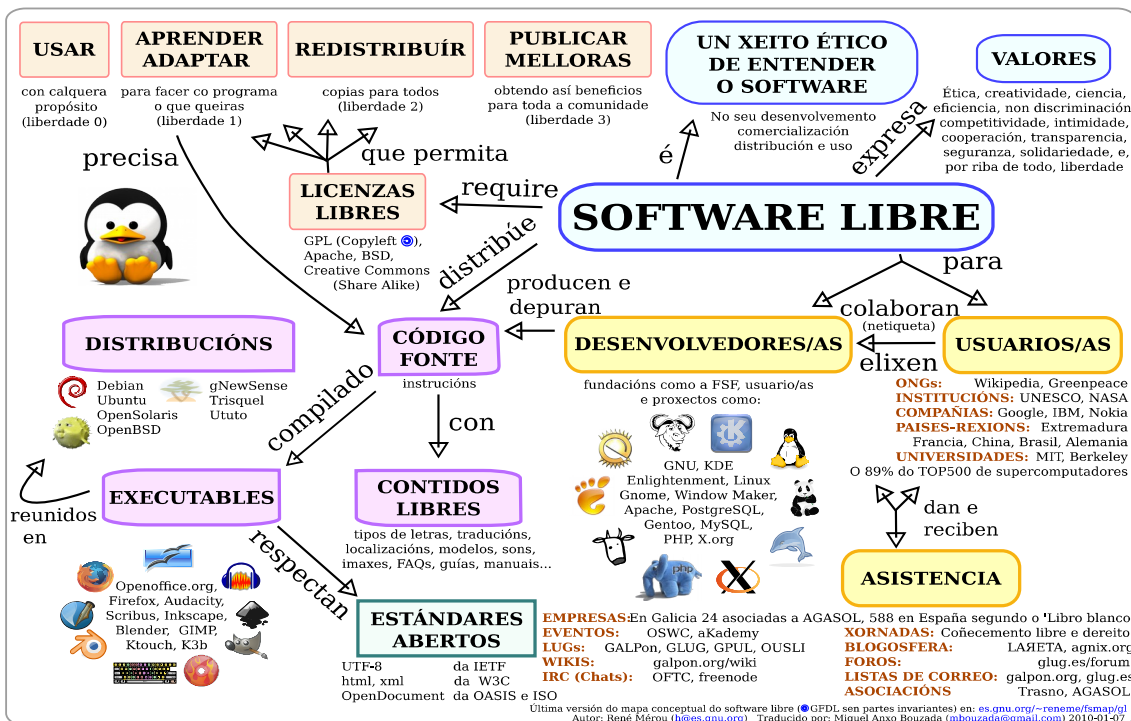 USAR
con calquera
propósito
(liberdade 0)
APRENDER
ADAPTAR
para facer co programa
o que queiras
(liberdade 1)
REDISTRIBUÍR
copias para todos
(liberdade 2)
PUBLICAR
MELLORAS
obtendo así beneficios
para toda a comunidade
(liberdade 3)
UN XEITO ÉTICO
DE ENTENDER
O SOFTWARE
No seu desenvolvemento
comercialización
distribución e uso
VALORES
Ética, creatividade, ciencia,
eficiencia, non discriminación
competitividade, intimidade,
cooperación, transparencia,
seguranza, solidariedade, e,
por riba de todo, liberdade
precisa
que permita
é
expresa
LICENZAS
LIBRES
GPL (Copyleft ),
Apache, BSD,
Creative Commons
(Share Alike)
require
SOFTWARE LIBRE
distribúe
para
producen e
depuran
colaboran
(netiqueta)
elixen
DISTRIBUCIÓNS
Debian
Ubuntu
OpenSolaris
OpenBSD
gNewSense
Trisquel
Ututo
CÓDIGO
FONTE
instrucións
DESENVOLVEDORES/AS
fundacións como a FSF, usuario/as
e proxectos como:
GNU, KDE
Enlightenment, Linux
Gnome, Window Maker,
Apache, PostgreSQL,
Gentoo, MySQL,
PHP, X.org
php
USUARIOS/AS
ONGs: Wikipedia, Greenpeace
INSTITUCIÓNS: UNESCO, NASA
COMPAÑIAS: Google, IBM, Nokia
PAISES-REXIONS: Extremadura
Francia, China, Brasil, Alemania
UNIVERSIDADES: MIT, Berkeley
O 89% do TOP500 de supercomputadores
compilado
con
reunidos
en
EXECUTABLES
Openoffice.org,
Firefox, Audacity,
Scribus, Inkscape,
Blender, GIMP,
Ktouch, K3b
CONTIDOS
LIBRES
tipos de letras, traducións,
localizacións, modelos, sons,
imaxes, FAQs, guías, manuais...
respectan
ESTÁNDARES
ABERTOS
UTF-8 da IETF
html, xml da W3C
OpenDocument da OASIS e ISO
dan e
reciben
ASISTENCIA
EMPRESAS:En Galicia 24 asociadas a AGASOL, 588 en España segundo o 'Libro blanco
EVENTOS: OSWC, aKademy
LUGs: GALPon, GLUG, GPUL, OUSLI
WIKIS: galpon.org/wiki
IRC (Chats): OFTC, freenode
XORNADAS: Coñecemento libre e dereito
BLOGOSFERA: LAЯETA, agnix.org
FOROS: glug.es/forum
LISTAS DE CORREO: galpon.org, glug.es
ASOCIACIÓNS Trasno, AGASOL
Última versión do mapa conceptual do software libre (GFDL sen partes invariantes) en: es.gnu.org/~reneme/fsmap/gl
Autor: René Mérou (h@es.gnu.org) Traducido por: Miguel Anxo Bouzada (mbouzada@gmail.com) 2010-01-07